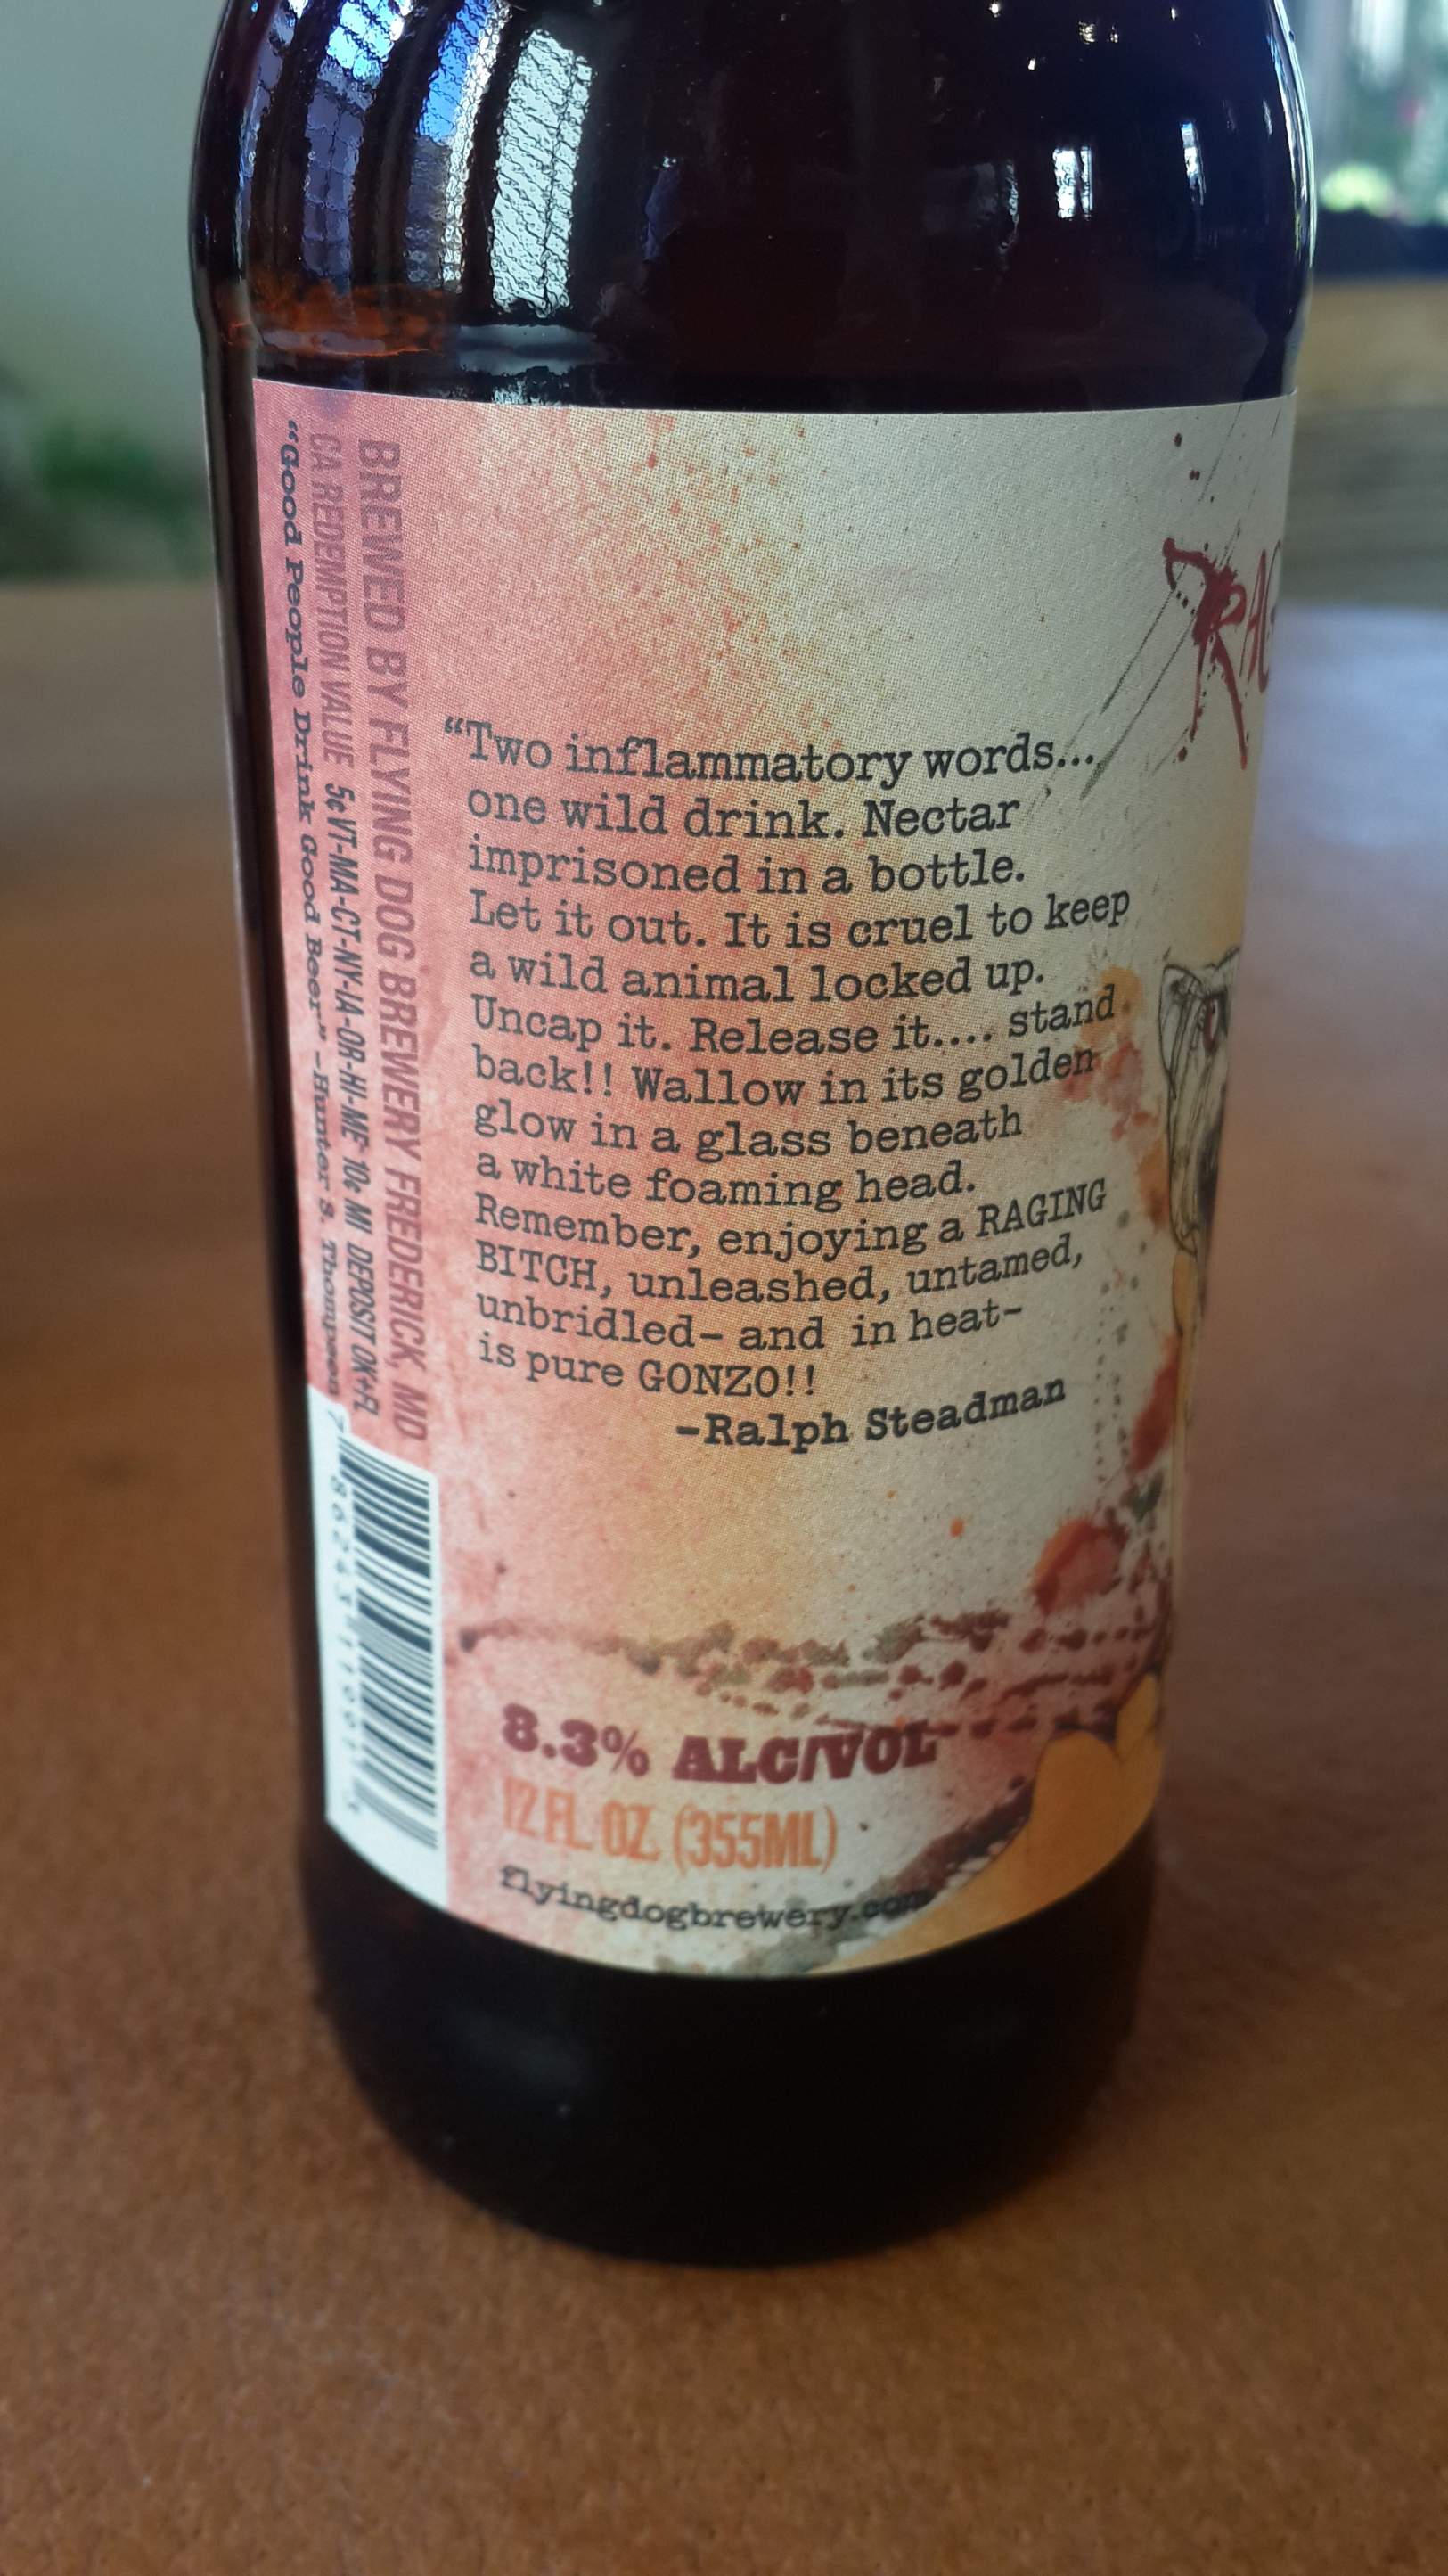 "Good People Drink Good Beer" -Hunter S. Thompson
CA REDEMPTION VALUE 5¢ VT-MA-CT-NY-IA-OR-HI-ME 10¢ MI DEPOSIT OK+FL
BREWED BY FLYING DOG BREWERY FREDERICK, MD
"Two inflammatory words...
one wild drink. Nectar
imprisoned in a bottle.
Let it out. It is cruel to keep
a wild animal locked up.
Uncap it. Release it.... stand
back!! Wallow in its golden
glow in a glass beneath
a white foaming head.
Remember, enjoying a RAGING
BITCH, unleashed, untamed,
unbridled- and in heat-
is pure GONZO!!
-Ralph Steadman
8.3% ALC/VOL
12 FL. OZ. (355ML)
flyingdogbrewery.com